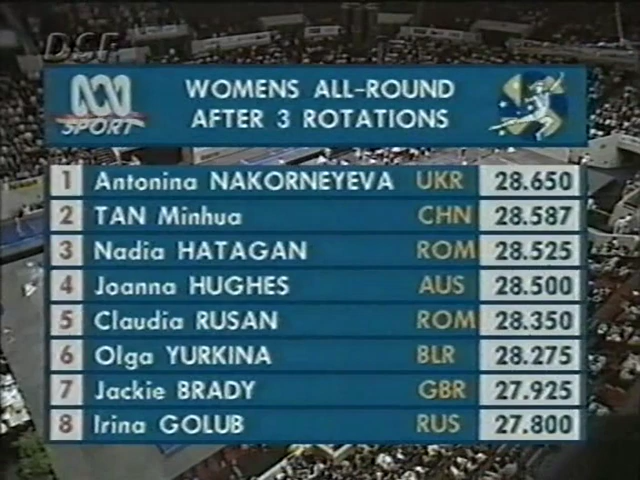 DSF
ABC SPORT
WOMENS ALL-ROUND
AFTER 3 ROTATIONS
1 Antonina NAKORNEYEVA UKR 28.650
2 TAN Minhua CHN 28.587
3 Nadia HATAGAN ROM 28.525
4 Joanna HUGHES AUS 28.500
5 Claudia RUSAN ROM 28.350
6 Olga YURKINA BLR 28.275
7 Jackie BRADY GBR 27.925
8 Irina GOLUB RUS 27.800